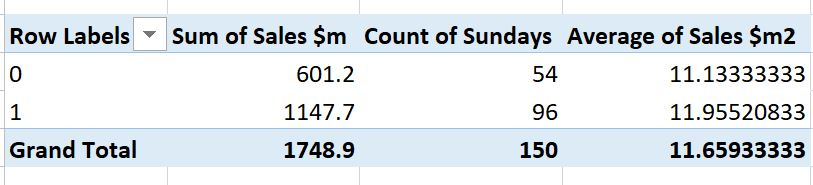 Row Labels Sum of Sales $m Count of Sundays Average of Sales $m2
0 601.2 54 11.13333333
1 1147.7 96 11.95520833
Grand Total 1748.9 150 11.65933333